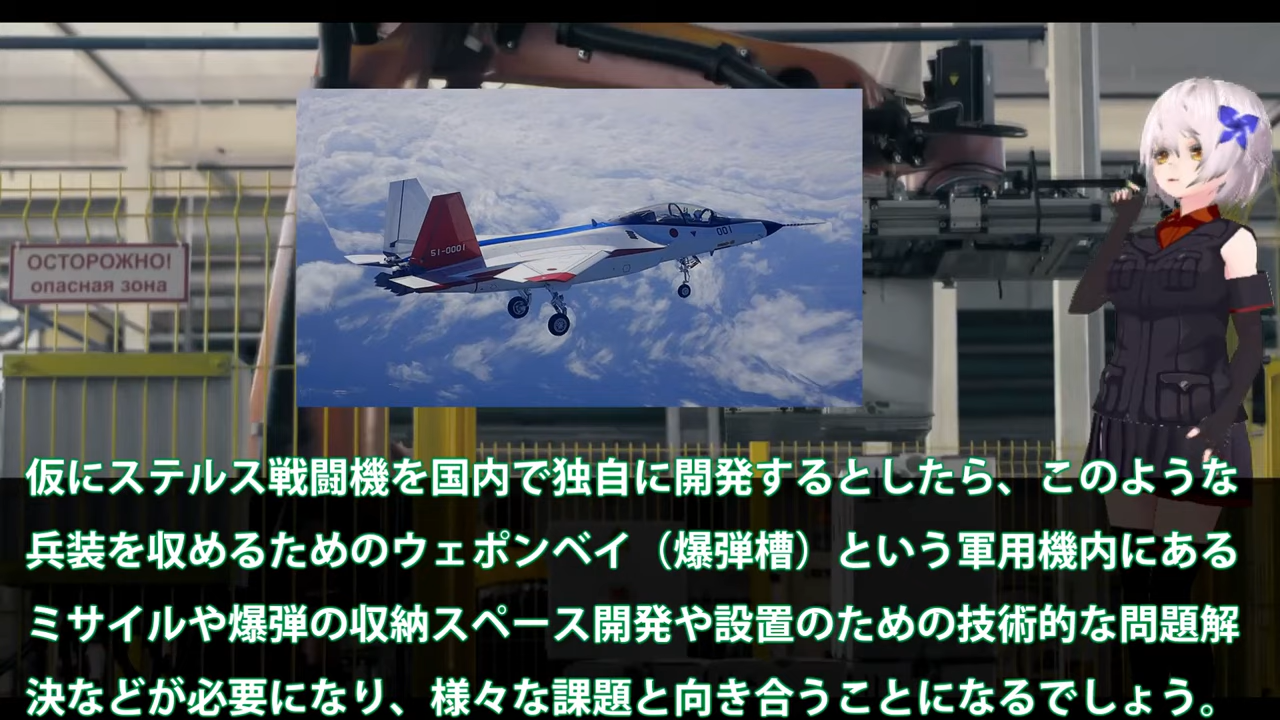 ОСТОРОЖНО!
опасная зона
51-0001
001
仮にステルス戦闘機を国内で独自に開発するとしたら、このような
兵装を収めるためのウェポンベイ（爆弾槽）という軍用機内にある
ミサイルや爆弾の収納スペース開発や設置のための技術的な問題解
決などが必要になり、様々な課題と向き合うことになるでしょう。